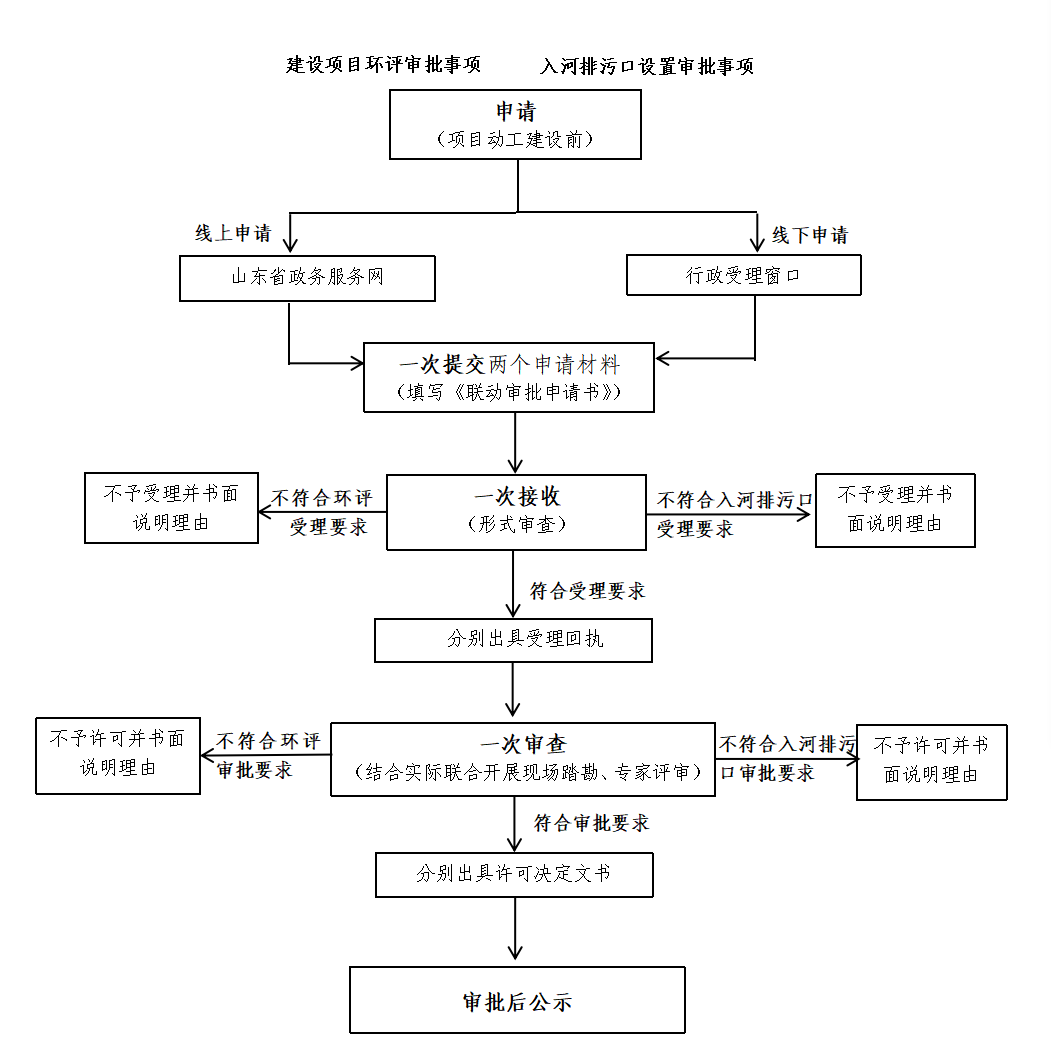 建设项目环评审批事项
入河排污口设置审批事项
申请
（项目动工建设前）
线上申请
线下申请
山东省政务服务网
行政受理窗口
一次提交两个申请材料
（填写《联动审批申请书》）
不予受理并书面
说明理由
不符合环评
受理要求
一次接收
（形式审查）
不符合入河排污口
受理要求
不予受理并书
面说明理由
符合受理要求
分别出具受理回执
不予许可并书面
说明理由
不符合环评
审批要求
一次审查
（结合实际联合开展现场踏勘、专家评审）
不符合入河排污
口审批要求
不予许可并书
面说明理由
符合审批要求
分别出具许可决定文书
审批后公示